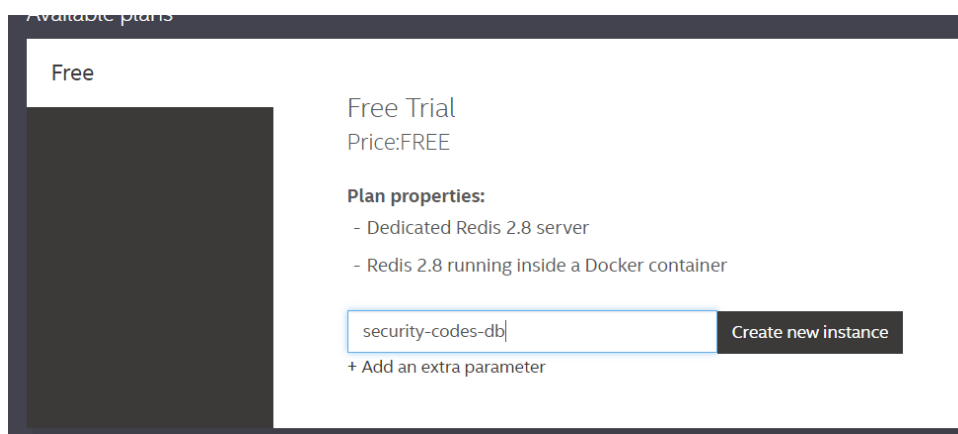 Available plans
Free
Free Trial
Price:FREE
Plan properties:
- Dedicated Redis 2.8 server
- Redis 2.8 running inside a Docker container
security-codes-db
Create new instance
+ Add an extra parameter